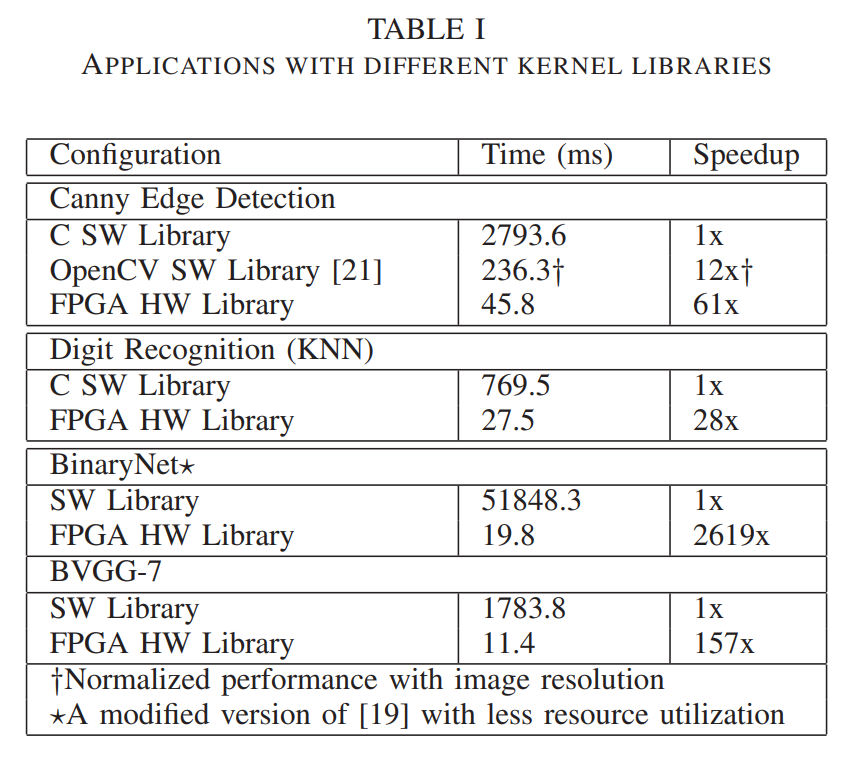 TABLE I
APPLICATIONS WITH DIFFERENT KERNEL LIBRARIES
Configuration Time (ms) Speedup
Canny Edge Detection
C SW Library 2793.6 1x
OpenCV SW Library [21] 236.3† 12x†
FPGA HW Library 45.8 61x
Digit Recognition (KNN)
C SW Library 769.5 1x
FPGA HW Library 27.5 28x
BinaryNet⋆
SW Library 51848.3 1x
FPGA HW Library 19.8 2619x
BVGG-7
SW Library 1783.8 1x
FPGA HW Library 11.4 157x
†Normalized performance with image resolution
⋆A modified version of [19] with less resource utilization